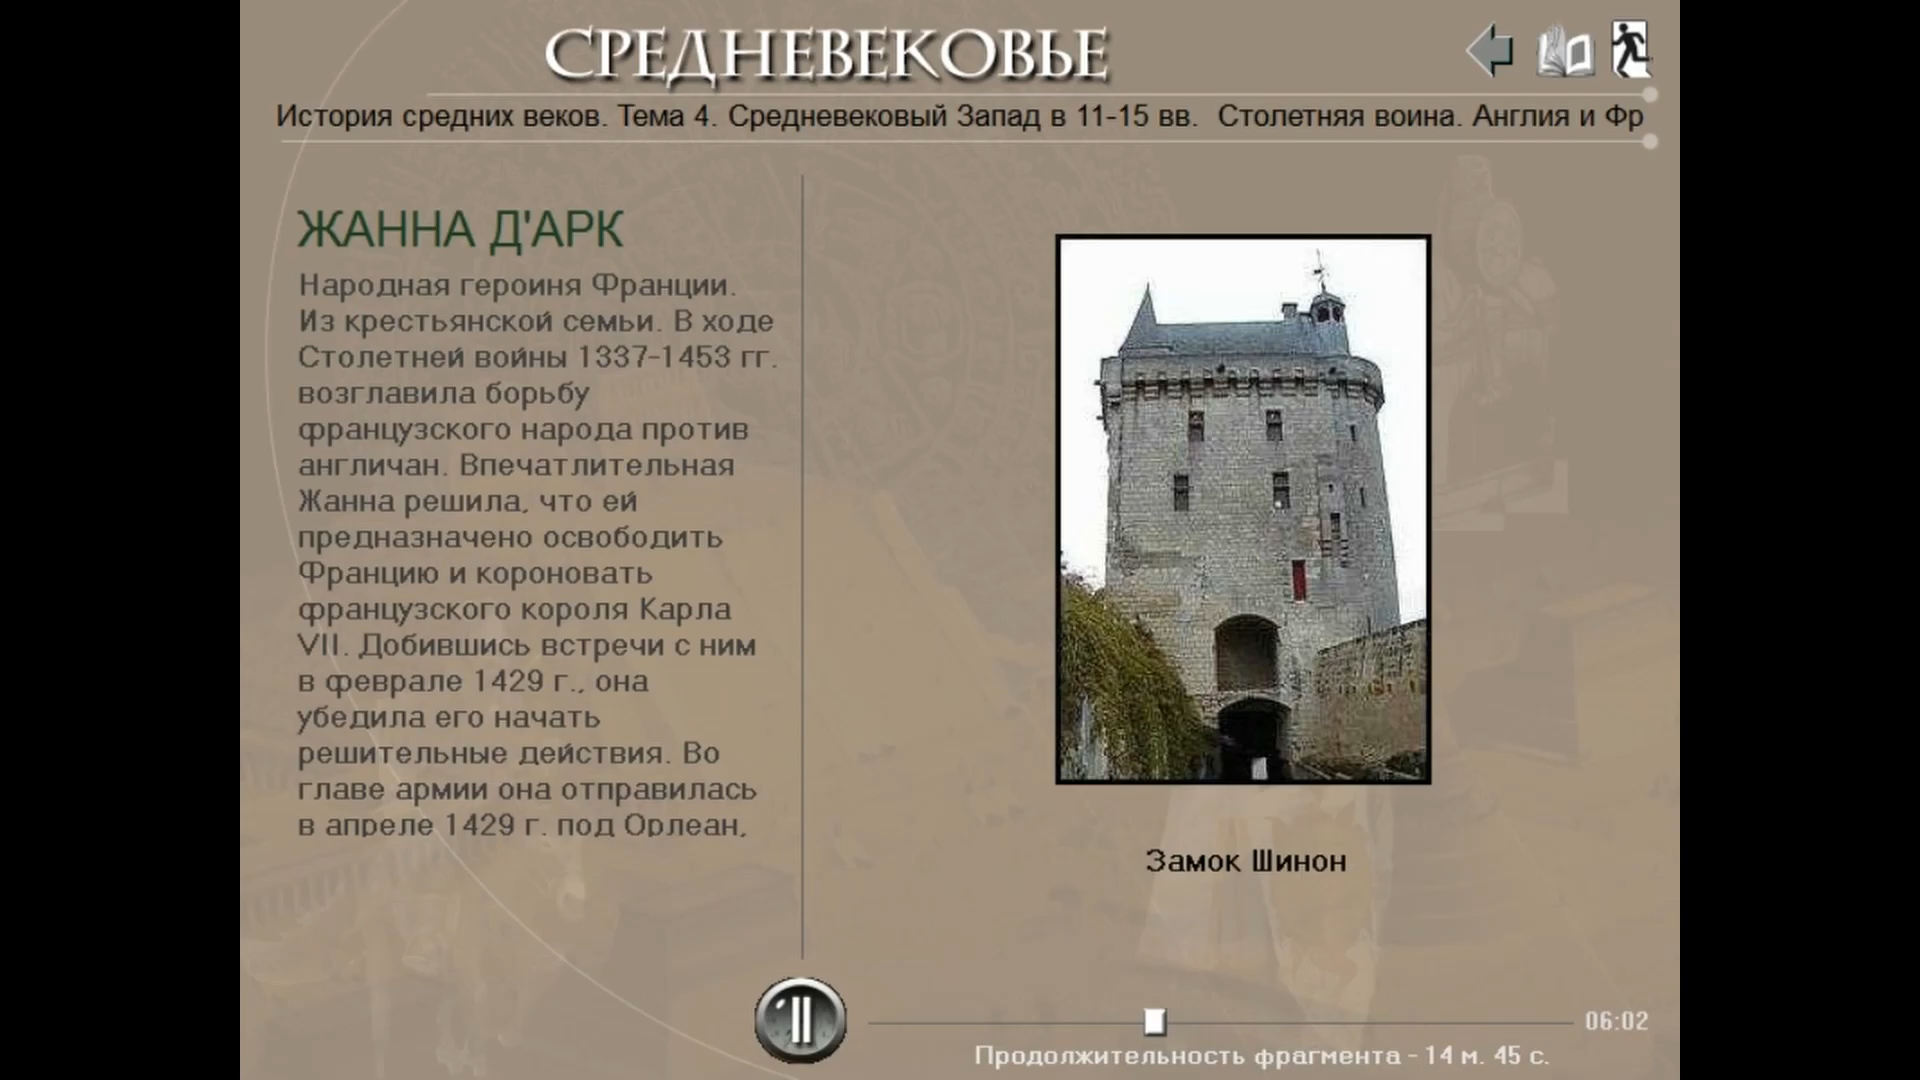 СРЕДНЕВЕКОВЬЕ
История средних веков. Тема 4. Средневековый Запад в 11-15 вв. Столетняя воина. Англия и Фр
ЖАННА Д'АРК
Народная героиня Франции.
Из крестьянской семьи. В ходе
Столетней войны 1337-1453 гг.
возглавила борьбу
французского народа против
англичан. Впечатлительная
Жанна решила, что ей
предназначено освободить
Францию и короновать
французского короля Карла
VII. Добившись встречи с ним
в феврале 1429 г., она
убедила его начать
решительные действия. Во
главе армии она отправилась
в апреле 1429 г. под Орлеан,
Замок Шинон
06:02
Продолжительность фрагмента - 14 м. 45 с.